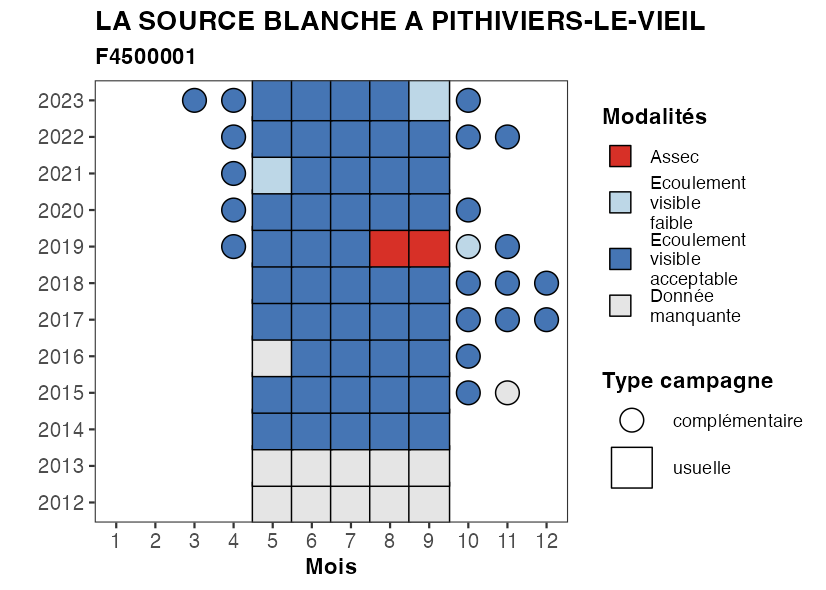 LA SOURCE BLANCHE A PITHIVIERS-LE-VIEIL
F4500001
2023
2022
2021
2020
2019
2018
2017
2016
2015
2014
2013
2012
1 2 3 4 5 6 7 8 9 10 11 12
Mois
Modalités
Assec
Ecoulement
visible
faible
Ecoulement
visible
acceptable
Donnée
manquante
Type campagne
complémentaire
usuelle